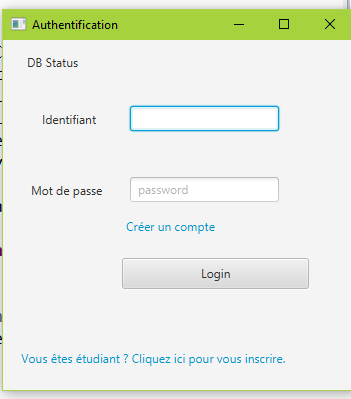 Authentification
DB Status
Identifiant
Mot de passe
password
Créer un compte
Login
Vous êtes étudiant ? Cliquez ici pour vous inscrire.